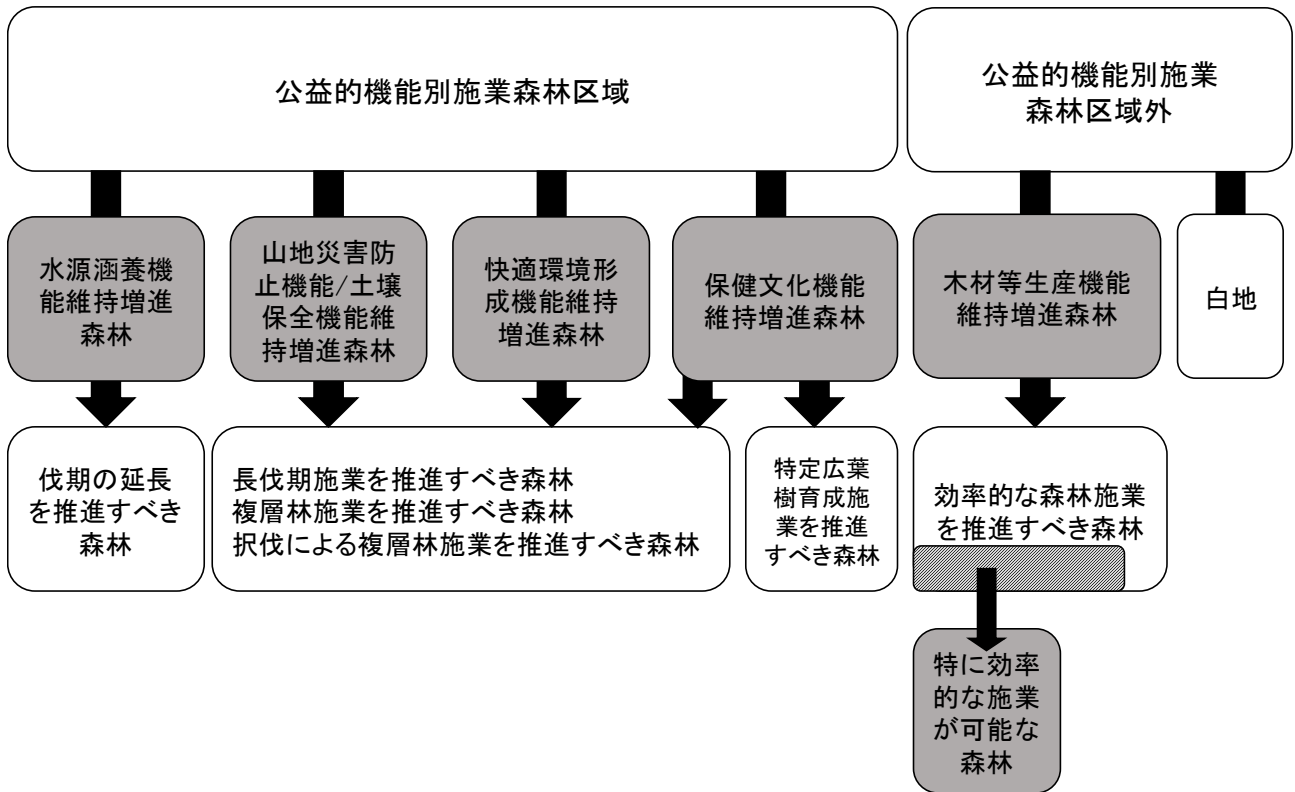 公益的機能別施業森林区域
公益的機能別施業
森林区域外
水源涵養機
能維持増進
森林
山地災害防
止機能/土壌
保全機能維
持増進森林
快適環境形
成機能維持
増進森林
保健文化機能
維持増進森林
木材等生産機能
維持増進森林
白地
伐期の延長
を推進すべき
森林
長伐期施業を推進すべき森林
複層林施業を推進すべき森林
択伐による複層林施業を推進すべき森林
特定広葉
樹育成施
業を推進
すべき森林
効率的な森林施業
を推進すべき森林
特に効率
的な施業
が可能な
森林